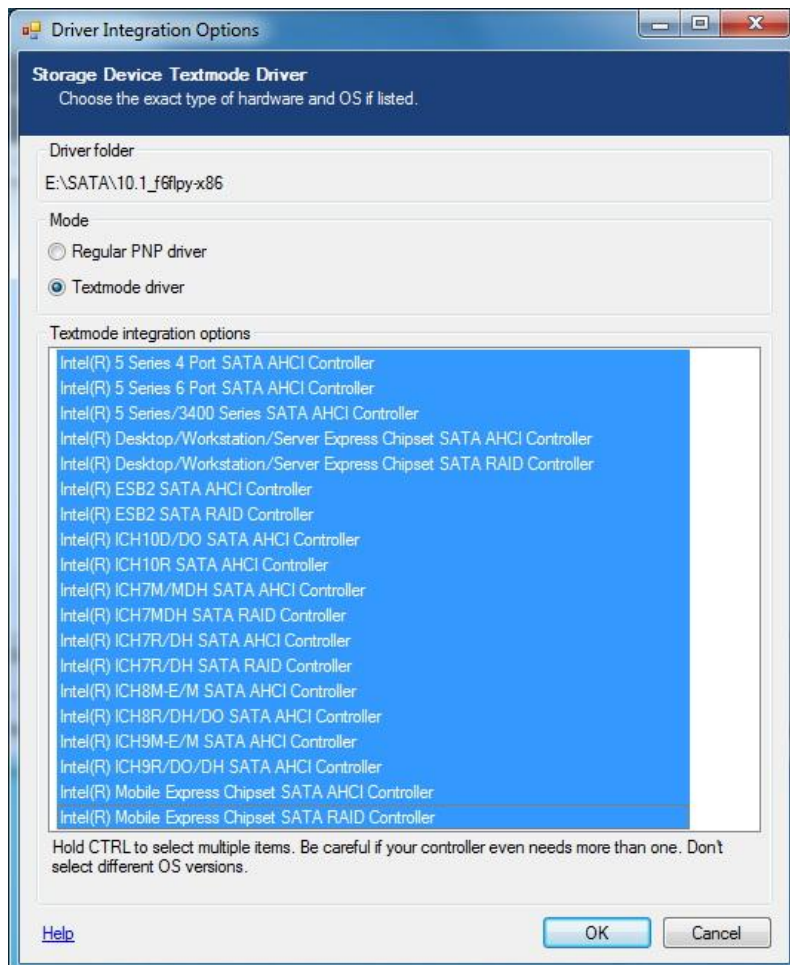 Driver Integration Options
Storage Device Textmode Driver
Choose the exact type of hardware and OS if listed.
Driver folder
E:\SATA\10.1_f6flpy-x86
Mode
Regular PNP driver
Textmode driver
Textmode integration options
Intel(R) 5 Series 4 Port SATA AHCI Controller
Intel(R) 5 Series 6 Port SATA AHCI Controller
Intel(R) 5 Series/3400 Series SATA AHCI Controller
Intel(R) Desktop/Workstation/Server Express Chipset SATA AHCI Controller
Intel(R) Desktop/Workstation/Server Express Chipset SATA RAID Controller
Intel(R) ESB2 SATA AHCI Controller
Intel(R) ESB2 SATA RAID Controller
Intel(R) ICH10D/DO SATA AHCI Controller
Intel(R) ICH10R SATA AHCI Controller
Intel(R) ICH7M/MDH SATA AHCI Controller
Intel(R) ICH7MDH SATA RAID Controller
Intel(R) ICH7R/DH SATA AHCI Controller
Intel(R) ICH7R/DH SATA RAID Controller
Intel(R) ICH8M-E/M SATA AHCI Controller
Intel(R) ICH8R/DH/DO SATA AHCI Controller
Intel(R) ICH9M-E/M SATA AHCI Controller
Intel(R) ICH9R/DO/DH SATA AHCI Controller
Intel(R) Mobile Express Chipset SATA AHCI Controller
Intel(R) Mobile Express Chipset SATA RAID Controller
Hold CTRL to select multiple items. Be careful if your controller even needs more than one. Don't
select different OS versions.
Help
OK
Cancel